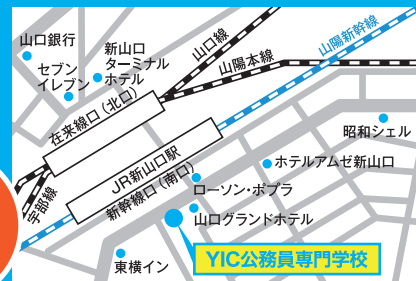 山口銀行
セブン
イレブン
新山口
ターミナル
ホテル
山口線
山陽本線
山陽新幹線
在来線口(北口)
昭和シェル
JR新山口駅
新幹線口(南口)
宇部線
ホテルアムゼ新山口
ローソン・ポプラ
山口グランドホテル
YIC公務員専門学校
東横イン